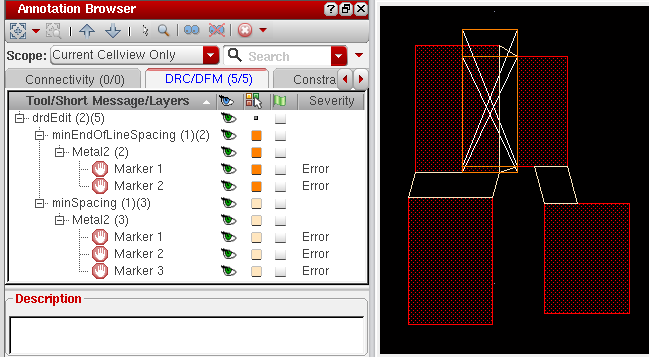 Annotation Browser
Scope: Current Cellview Only Search
Connectivity (0/0) DRC/DFM (5/5) Constra
Tool/Short Message/Layers Severity
drdEdit (2)(5)
minEndOfLineSpacing (1)(2)
Metal2 (2)
Marker 1 Error
Marker 2 Error
minSpacing (1)(3)
Metal2 (3)
Marker 1 Error
Marker 2 Error
Marker 3 Error
Description